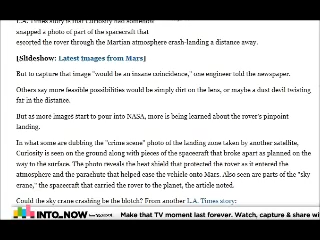 L.A. Times story is that Curiosity had somehow
snapped a photo of part of the spacecraft that
escorted the rover through the Martian atmosphere crash-landing a distance away.
[Slideshow: Latest images from Mars]
But to capture that image "would be an insane coincidence," one engineer told the newspaper.
Others say more feasible possibilities would be simply dirt on the lens, or maybe a dust devil twisting
far in the distance.
But as more images start to pour into NASA, more is being learned about the rover's pinpoint
landing.
In what some are dubbing the "crime scene" photo of the landing zone taken by another satellite,
Curiosity is seen on the ground along with pieces of the spacecraft that broke apart as planned on the
way to the surface. The photo reveals the heat shield that protected the rover as it entered the
atmosphere and the parachute that helped ease the vehicle onto Mars. Also seen are parts of the "sky
crane," the spacecraft that carried the rover to the planet, the article noted.
Could the sky crane crashing be the blotch? From another L.A. Times story:
INTO_NOW Make that TV moment last forever. Watch, capture & share wi